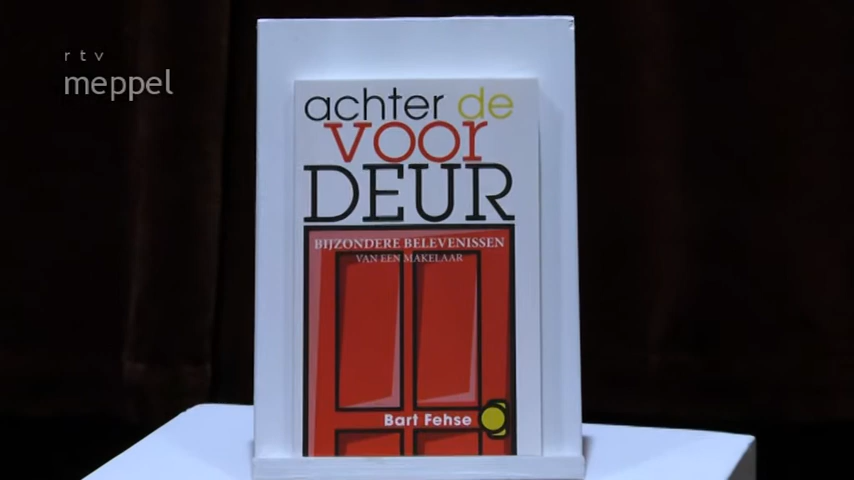 rtv
meppel
achter de
voor
DEUR
BIJZONDERE BELEVENISSEN
VAN EEN MAKELAAR
Bart Fehse